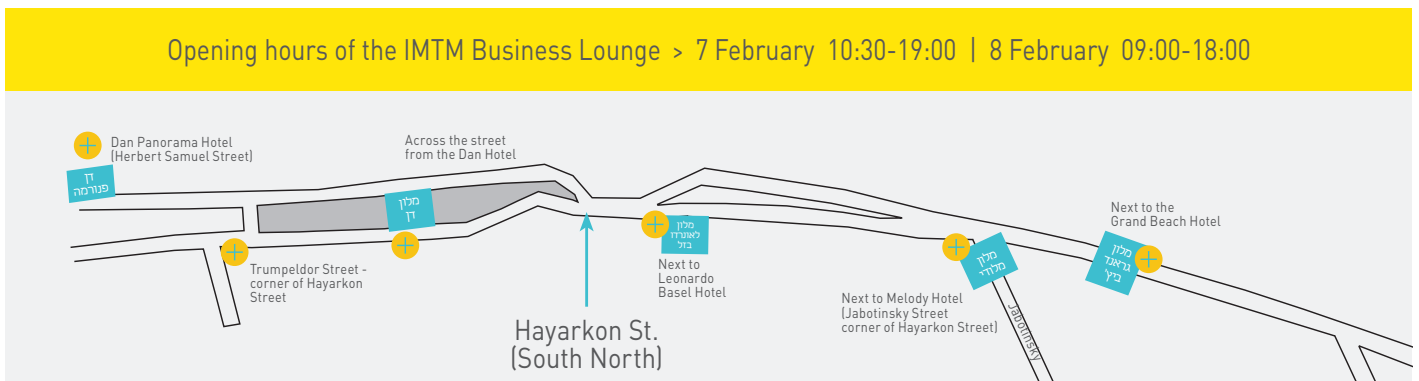 Opening hours of the IMTM Business Lounge > 7 February 10:30-19:00 | 8 February 09:00-18:00
Dan Panorama Hotel
(Herbert Samuel Street)
דן
פנורמה
Across the street
from the Dan Hotel
מלון
דן
Trumpeldor Street -
corner of Hayarkon
Street
Hayarkon St.
(South North)
מלון
לאונרדו
בזל
Next to
Leonardo
Basel Hotel
Next to Melody Hotel
(Jabotinsky Street
corner of Hayarkon Street)
מלון
מלודי
Jabotinsky
Next to the
Grand Beach Hotel
מלון
גראנד
ביץ'